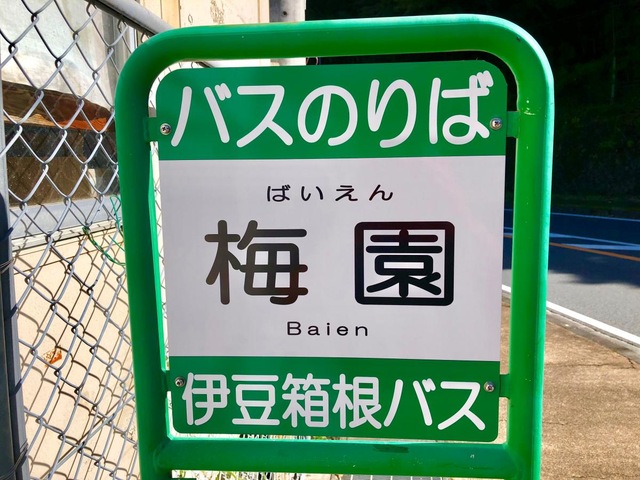 バスのりば
ばいえん
梅園
Baien
伊豆箱根バス